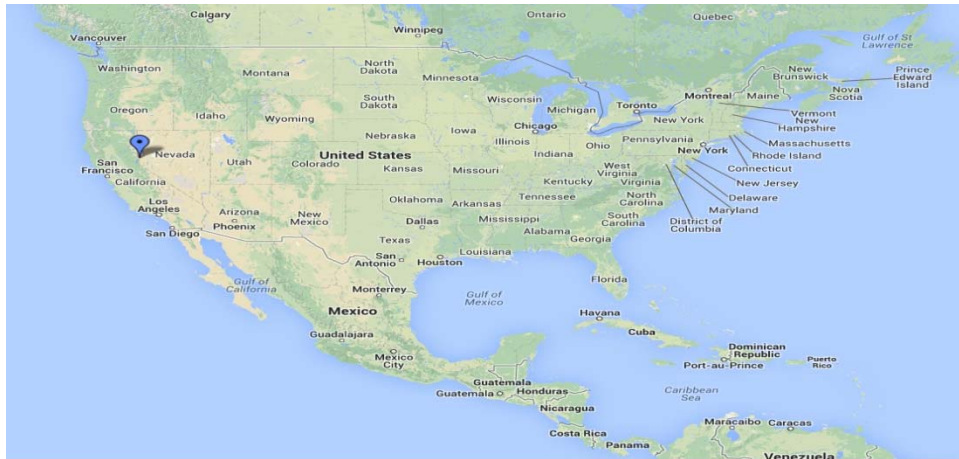 Calgary
Ontario
Quebec
Vancouver
Winnipeg
Gulf of St
Lawrence
Washington
Montana
North
Dakota
Minnesota
New
Brunswick
Prince
Edward
Island
Nova
Scotia
Montreal
Maine
Oregon
Idaho
Wyoming
South
Dakota
Wisconsin
Michigan
Toronto
New York
Vermont
New
Hampshire
Massachusetts
Rhode Island
Connecticut
New Jersey
Delaware
Maryland
District of
Columbia
Nebraska
Iowa
Chicago
Illinois
Indiana
Ohio
Pennsylvania
New York
San
Francisco
Nevada
Utah
Colorado
United States
Kansas
Missouri
West
Virginia
Virginia
Kentucky
California
Los
Angeles
San Diego
Arizona
Phoenix
New
Mexico
Oklahoma
Arkansas
Tennessee
North
Carolina
South
Carolina
Dallas
Mississippi
Alabama
Georgia
Texas
San
Antonio
Houston
Louisiana
Florida
Gulf of
California
Monterrey
Gulf of
Mexico
Mexico
Havana
Cuba
Guadalajara
Mexico
City
Dominican
Republic
Port-au-Prince
Puerto
Rico
Guatemala
Guatemala
Honduras
Caribbean
Sea
Nicaragua
Costa Rica
Panama
Maracaibo
Caracas
Venezuela